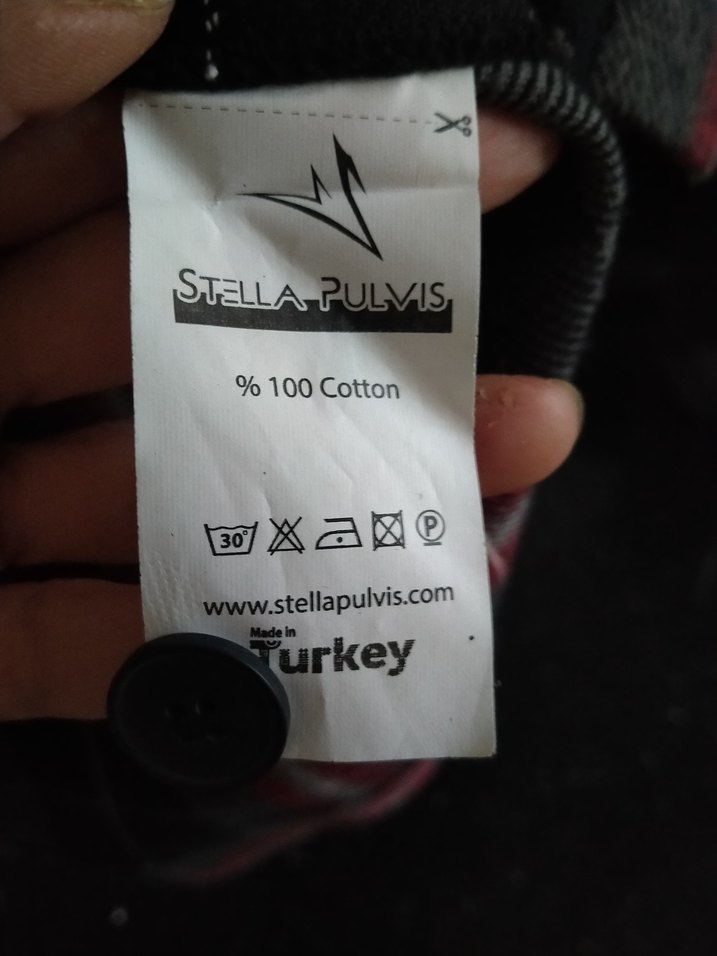 STELLA PULVIS
% 100 Cotton
30°
P
www.stellapulvis.com
Made in
Turkey